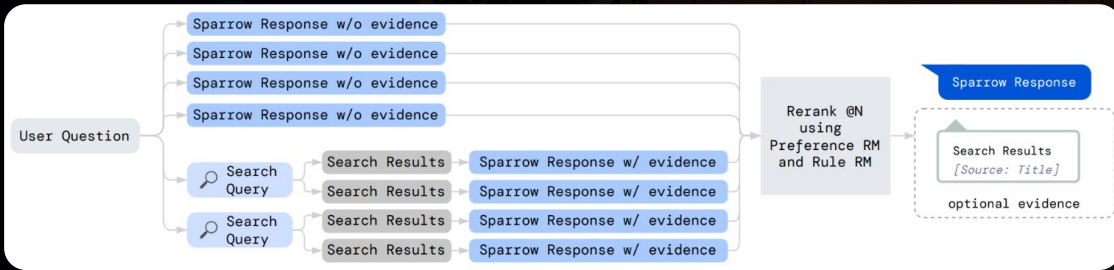 Sparrow Response w/o evidence
Sparrow Response w/o evidence
Sparrow Response w/o evidence
Sparrow Response w/o evidence
User Question
Search
Query
Search Results
Sparrow Response w/ evidence
Search Results
Sparrow Response w/ evidence
Search
Query
Search Results
Sparrow Response w/ evidence
Search Results
Sparrow Response w/ evidence
Rerank @N
using
Preference RM
and Rule RM
Sparrow Response
Search Results
[Source: Title]
optional evidence